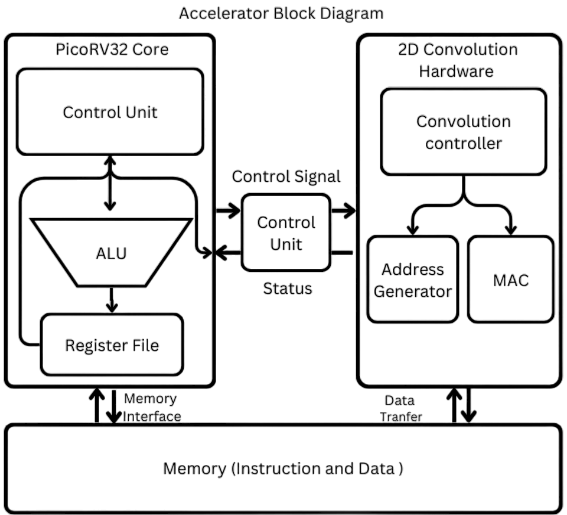 Accelerator Block Diagram
PicoRV32 Core
Control Unit
ALU
Register File
Control Signal
Control
Unit
Status
2D Convolution
Hardware
Convolution
controller
Address
Generator
MAC
Memory
Interface
Data
Tranfer
Memory (Instruction and Data )